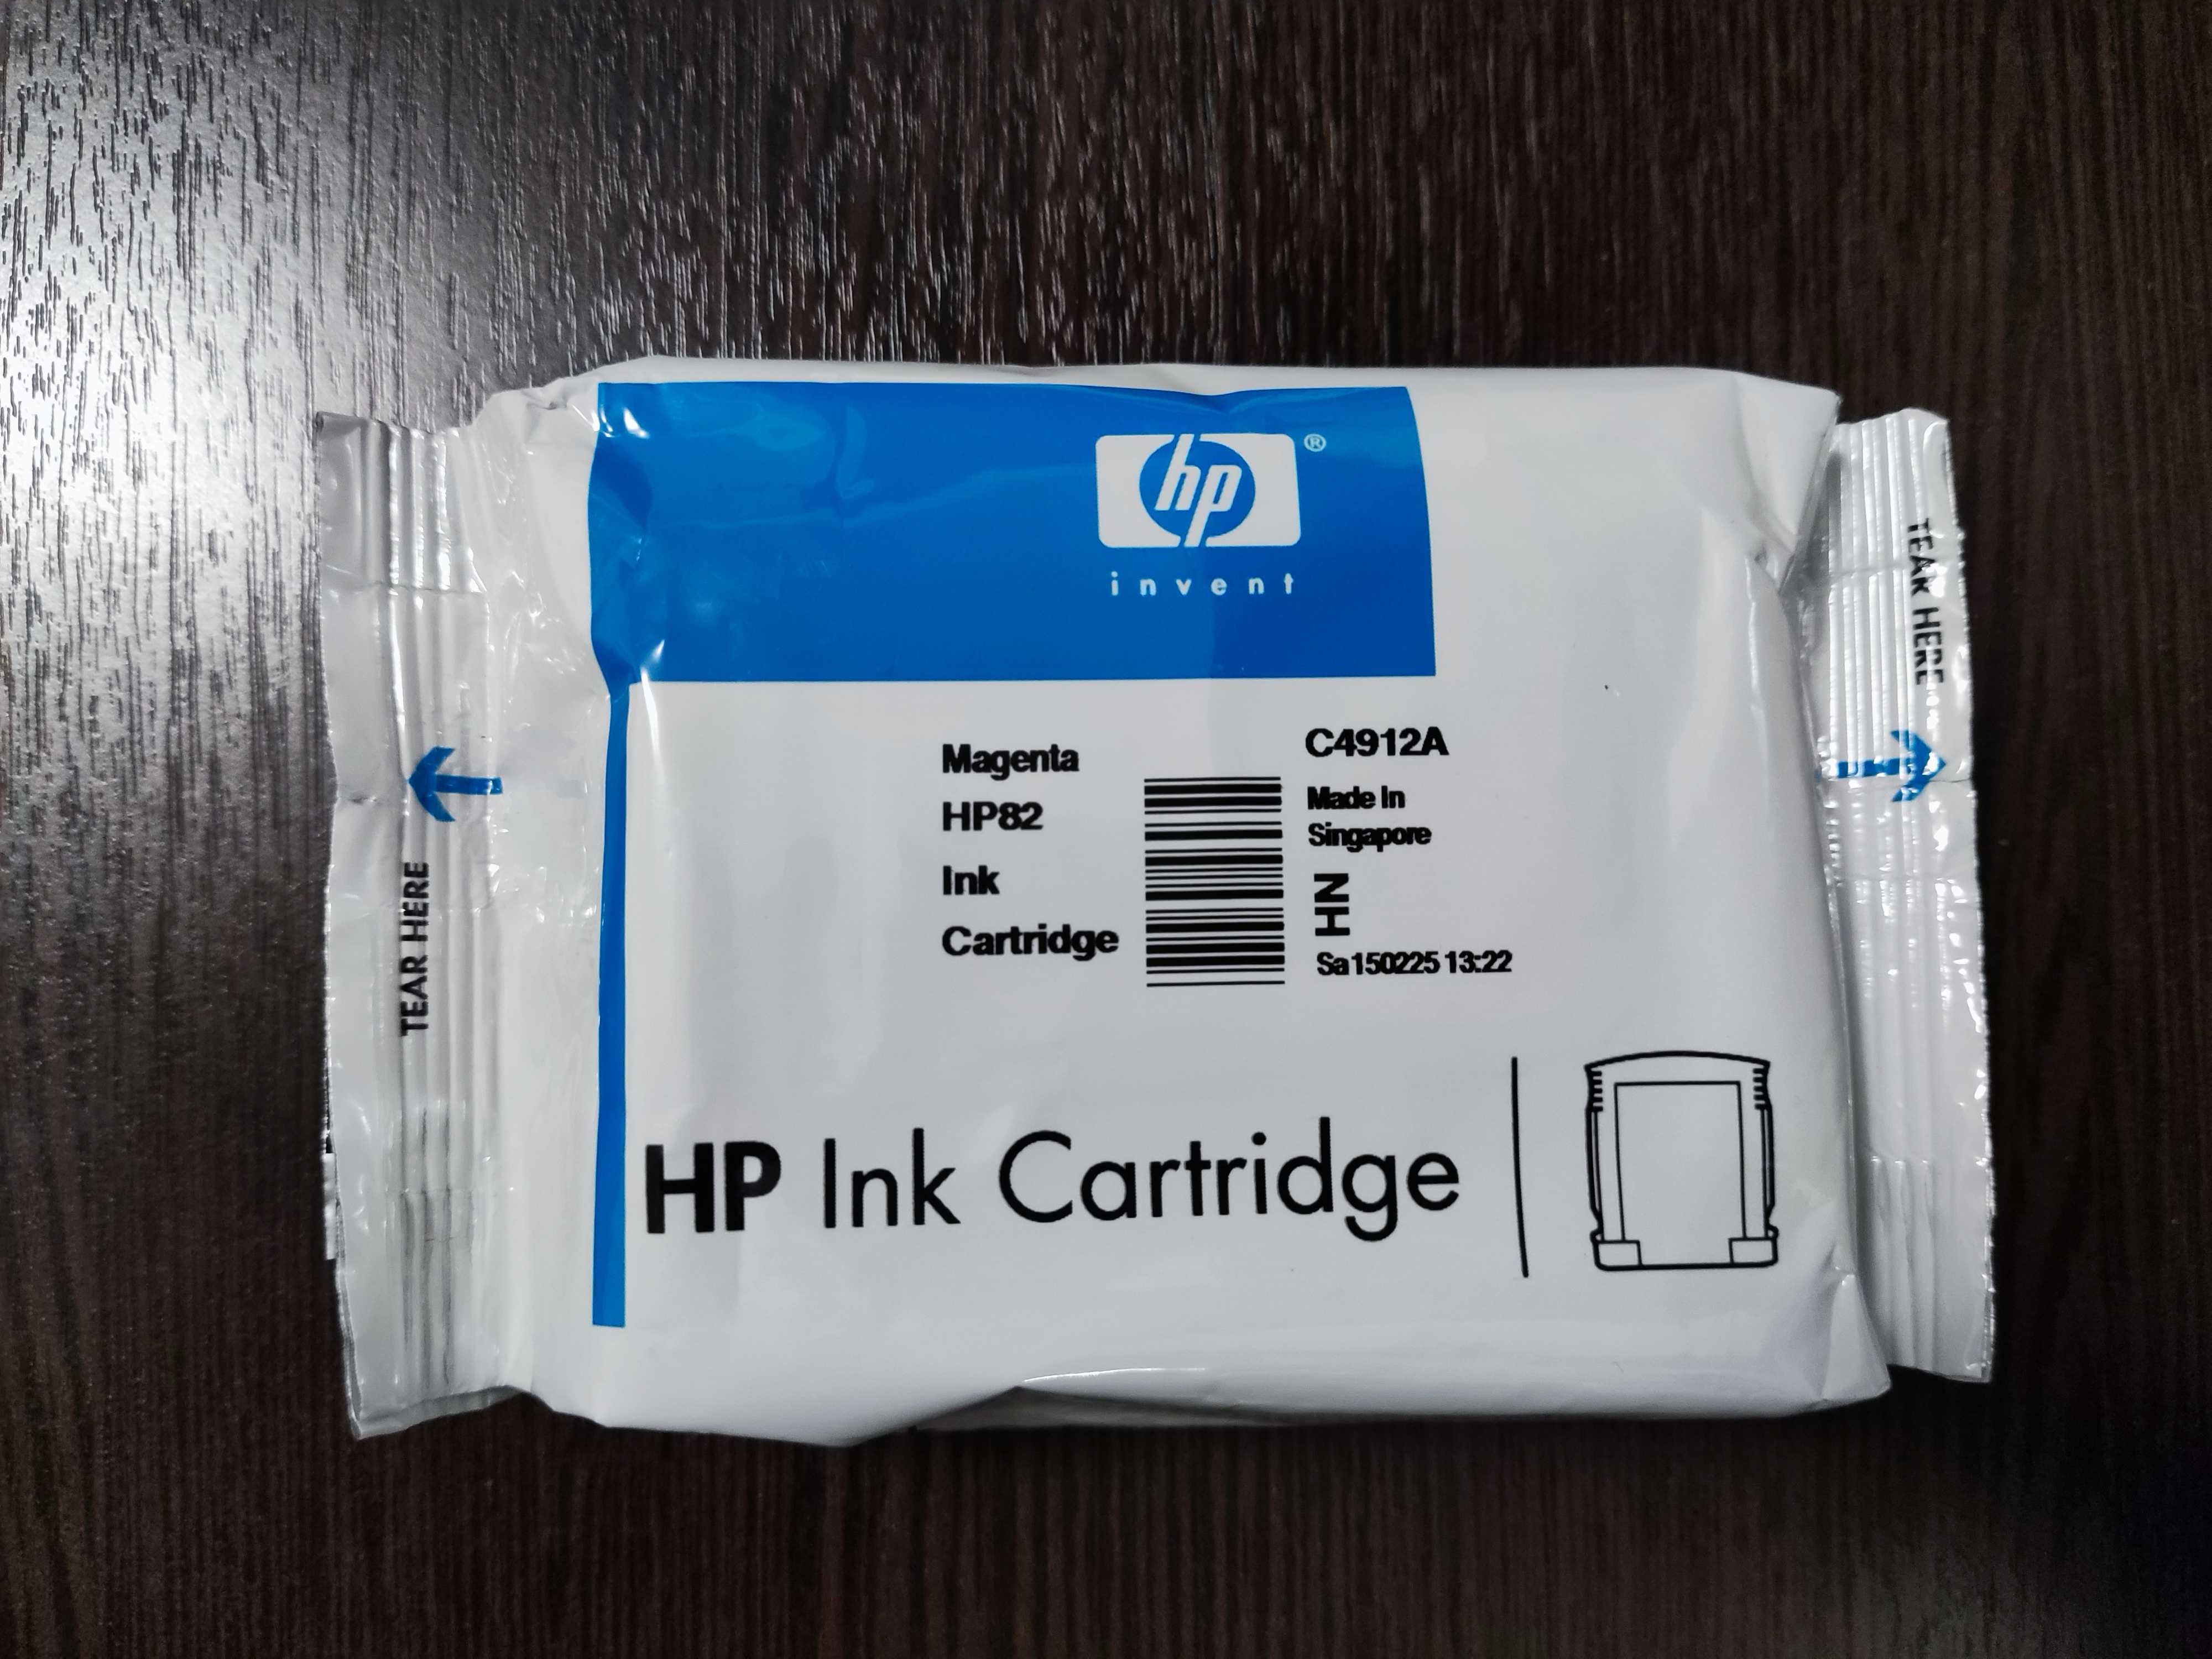 hp ®
invent
Magenta
HP82
Ink
Cartridge
C4912A
Made In
Singapore
HN
Sa150225 13:22
HP Ink Cartridge
TEAR HERE
TEAR HERE